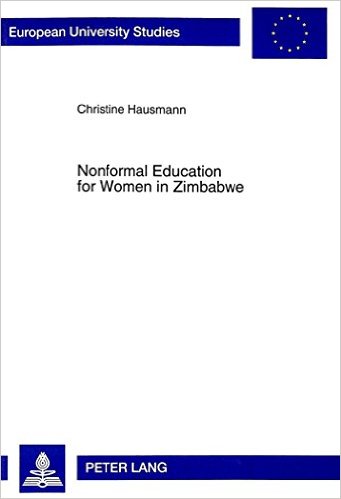 European University Studies
Christine Hausmann
Nonformal Education
for Women in Zimbabwe
PETER LANG